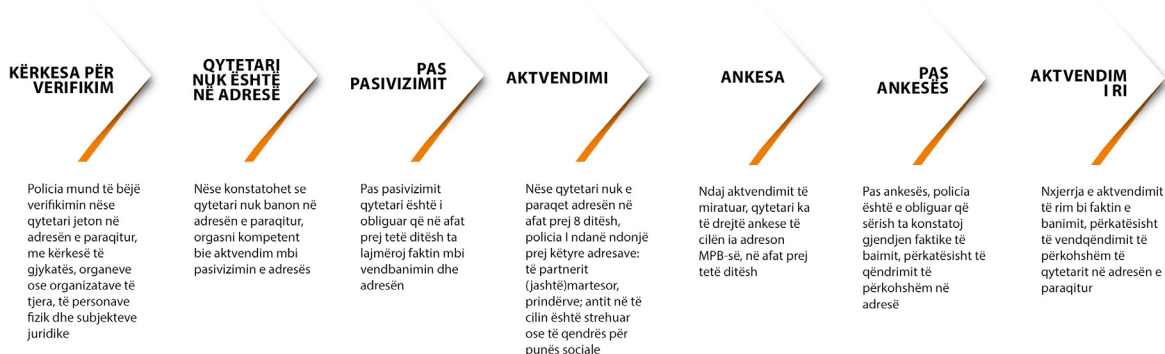 KËRKESA PËR
VERIFIKIM
Policia mund të bëjë
verifikimin nëse
qytetari jeton në
adresën e paraqitur,
me kërkesë të
gjykatës, organeve
ose organizatave të
tjera, të personave
fizik dhe subjekteve
juridike
QYTETARI
NUK ËSHTË
NË ADRESË
Nëse konstatohet se
qytetari nuk banon në
adresën e paraqitur,
orgasni kompetent
bie aktvendim mbi
pasivizimin e adresës
PAS
PASIVIZIMIT
Pas pasivizimit
qytetari është i
obliguar që në afat
prej tetë ditësh ta
lajmëroj faktin mbi
vendbanimin dhe
adresën
AKTVENDIMI
Nëse qytetari nuk e
paraqet adresën në
afat prej 8 ditësh,
policia I ndanë ndonjë
prej këtyre adresave:
të partnerit
(jashtë)martesor,
prindërve; antit në të
cilin është strehuar
ose të qendrës për
punës sociale
ANKESA
Ndaj aktvendimit të
miratuar, qytetari ka
të drejtë ankese të
cilën ia adreson
MPB-së, në afat prej
tetë ditësh
PAS
ANKESËS
Pas ankesës, policia
është e obliguar që
sërish ta konstatoj
gjendjen faktike të
baimit, përkatësisht të
qëndrimit të
përkohshëm në
adresë
AKTVENDIM
I RI
Nxjerrja e aktvendimit
të rim bi faktin e
banimit, përkatësisht
të vendqëndimit të
përkohshëm të
qytetarit në adresën e
paraqitur